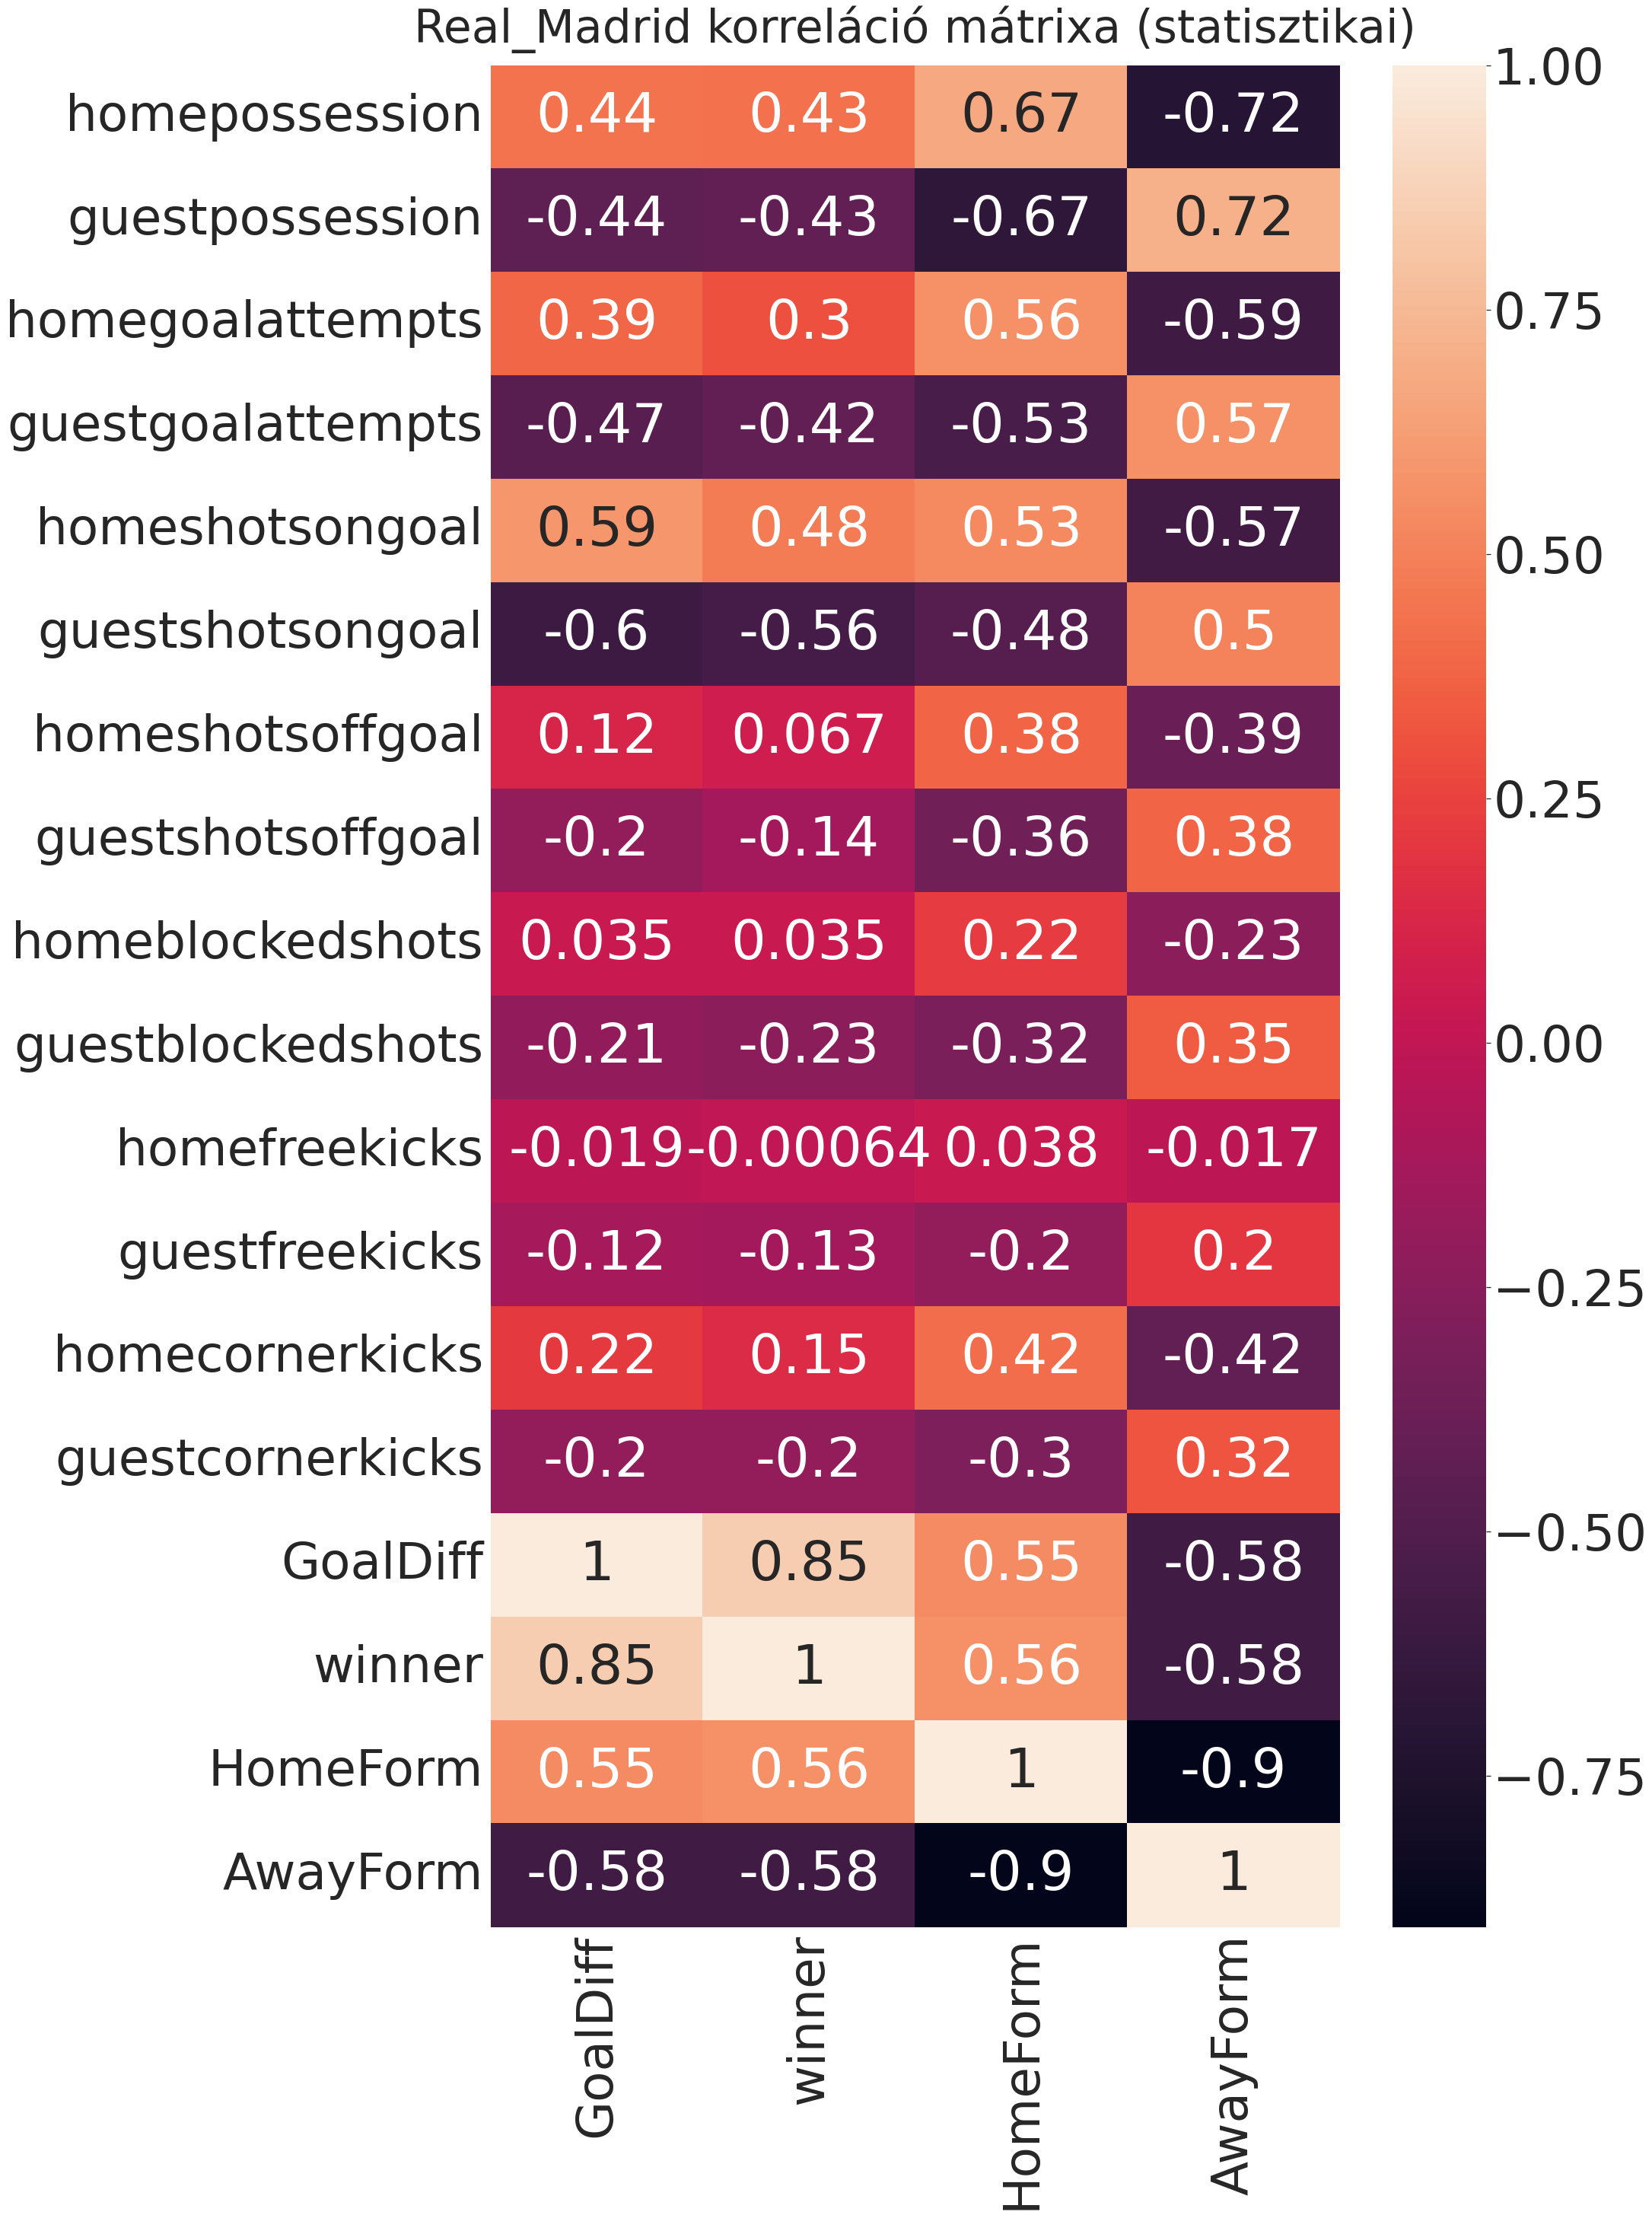 Real_Madrid korreláció mátrixa (statisztikai)
homepossession 0.44 0.43 0.67 -0.72
guestpossession -0.44 -0.43 -0.67 0.72
homegoalattempts 0.39 0.3 0.56 -0.59
guestgoalattempts -0.47 -0.42 -0.53 0.57
homeshotsongoal 0.59 0.48 0.53 -0.57
guestshotsongoal -0.6 -0.56 -0.48 0.5
homeshotsoffgoal 0.12 0.067 0.38 -0.39
guestshotsoffgoal -0.2 -0.14 -0.36 0.38
homeblockedshots 0.035 0.035 0.22 -0.23
guestblockedshots -0.21 -0.23 -0.32 0.35
homefreekicks -0.019 -0.00064 0.038 -0.017
guestfreekicks -0.12 -0.13 -0.2 0.2
homecornerkicks 0.22 0.15 0.42 -0.42
guestcornerkicks -0.2 -0.2 -0.3 0.32
GoalDiff 1 0.85 0.55 -0.58
winner 0.85 1 0.56 -0.58
HomeForm 0.55 0.56 1 -0.9
AwayForm -0.58 -0.58 -0.9 1
GoalDiff
winner
HomeForm
AwayForm
1.00
0.75
0.50
0.25
0.00
−0.25
−0.50
−0.75